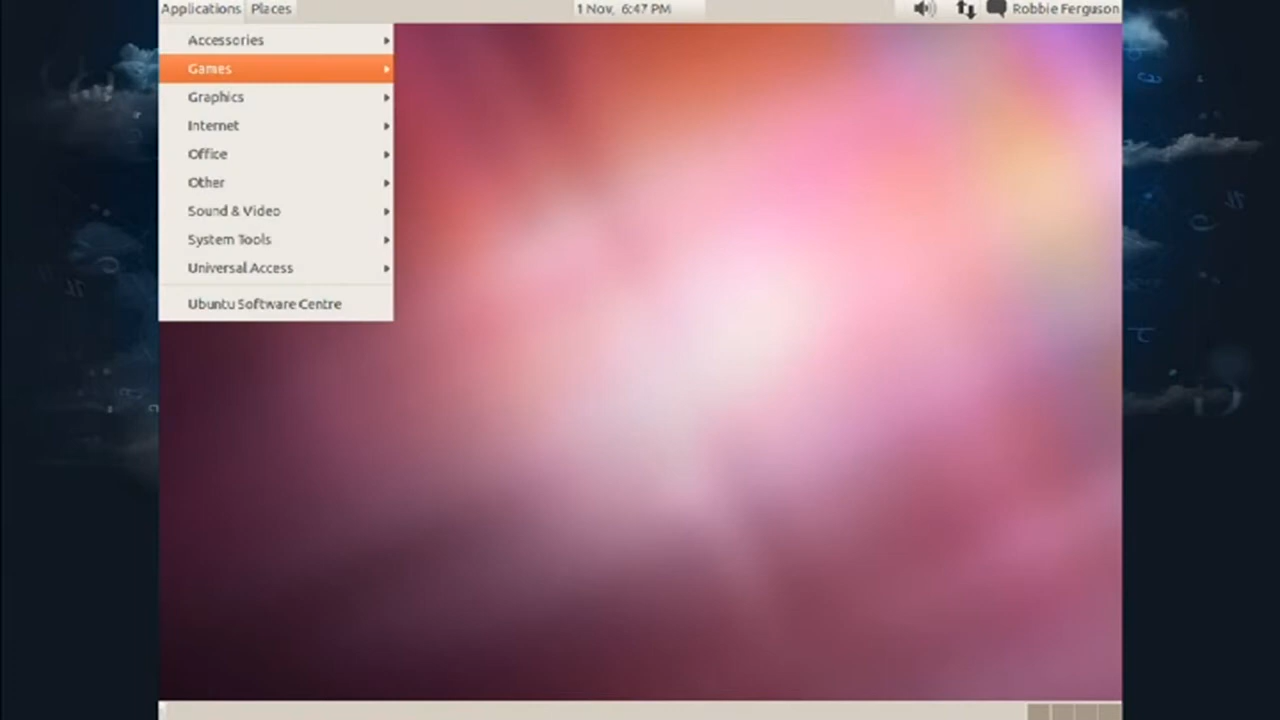 Applications Places 1 Nov, 6:47 PM Robbie Ferguson
Accessories
Games
Graphics
Internet
Office
Other
Sound & Video
System Tools
Universal Access
Ubuntu Software Centre